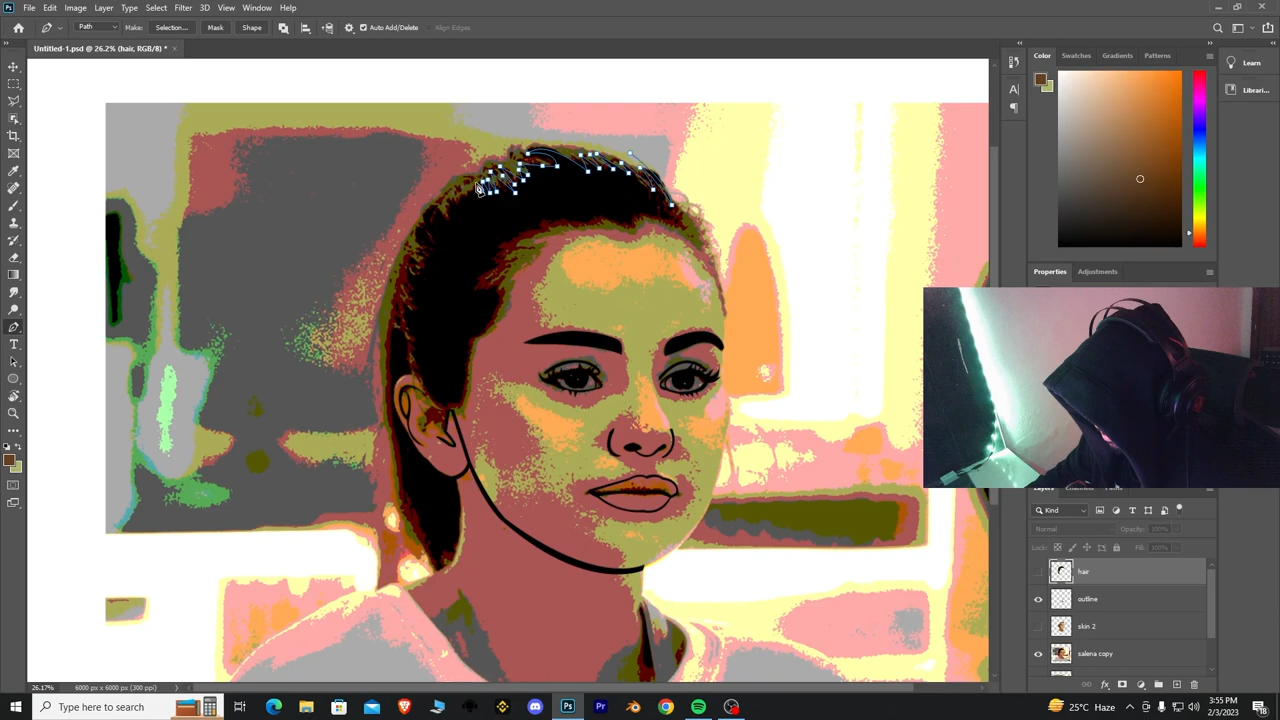 File Edit Image Layer Type Select Filter 3D View Window Help
Path Make: Selection... Mask Shape Auto Add/Delete Align Edges
Untitled-1.psd @ 26.2% (hair, RGB/8) *
Color Swatches Gradients Patterns
Learn
Librari...
Properties Adjustments
Kind
Normal Opacity: 100%
Lock: Fill: 100%
hair
outline
skin 2
salena copy
26.17% 6000 px x 6000 px (300 ppi)
Type here to search
25°C Haze
3:55 PM
2/3/2023